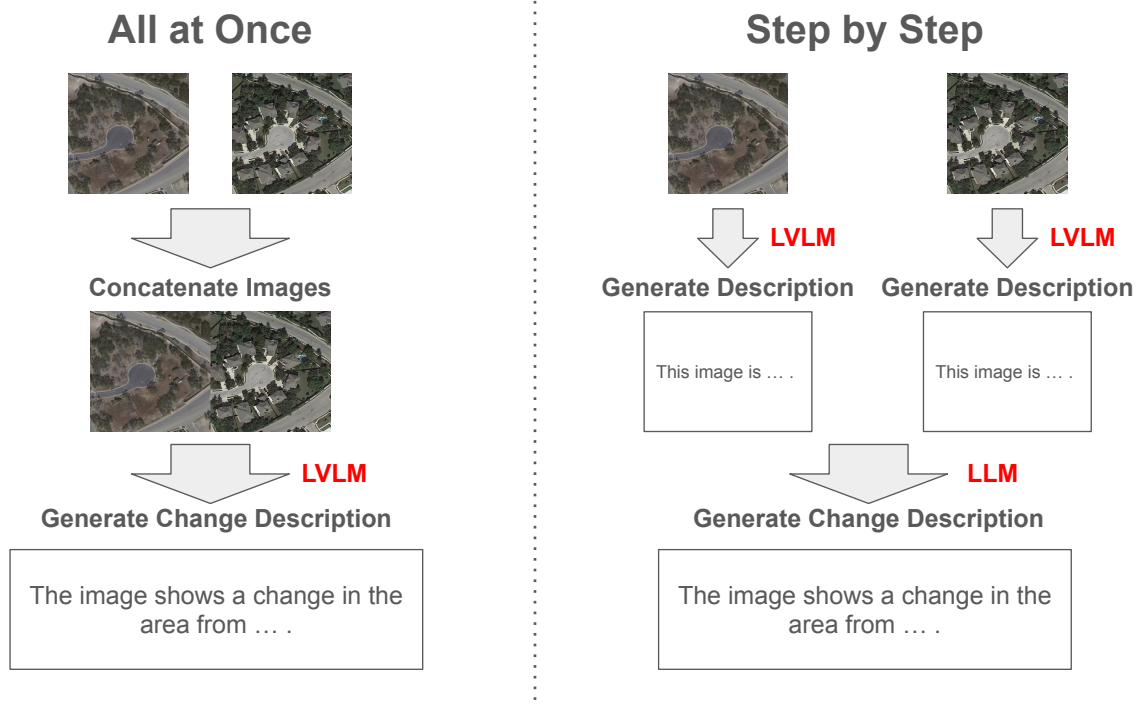 All at Once
Concatenate Images
LVLM
Generate Change Description
The image shows a change in the
area from … .
Step by Step
LVLM
LVLM
Generate Description
Generate Description
This image is … .
This image is … .
LLM
Generate Change Description
The image shows a change in the
area from … .